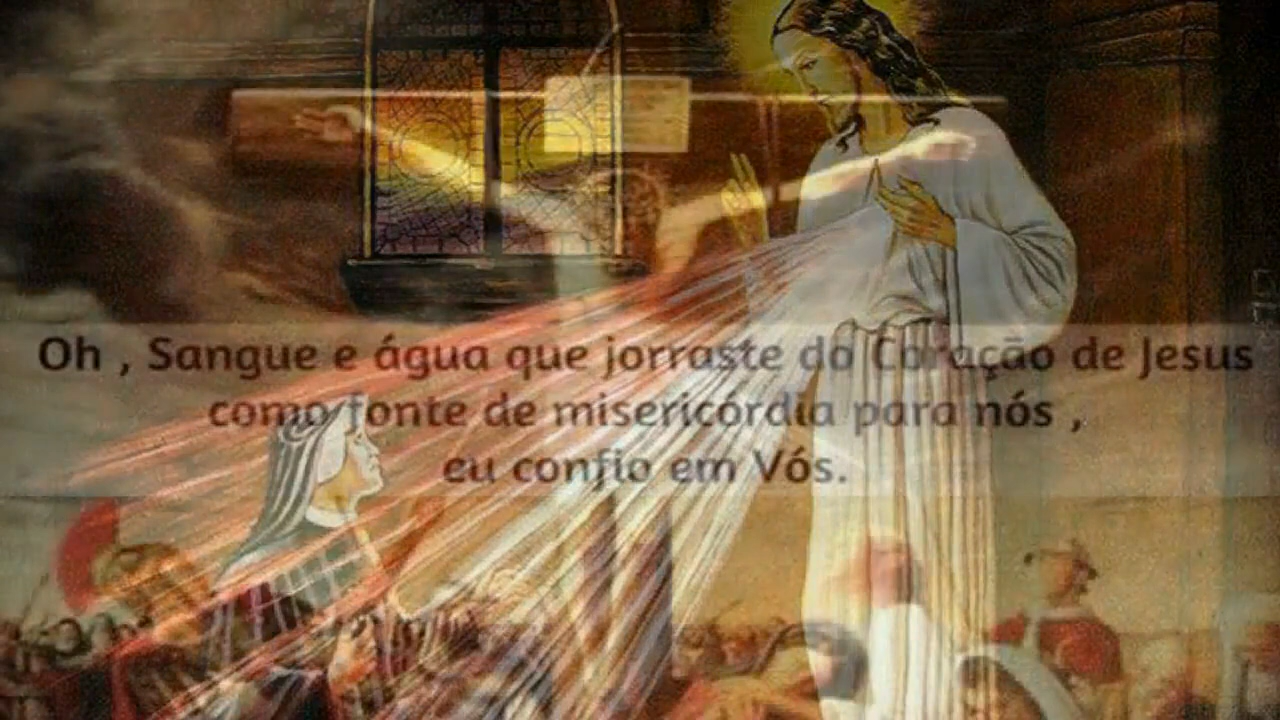 Oh , Sangue e água que jorraste do Coração de Jesus
como fonte de misericórdia para nós ,
eu confio em Vós.